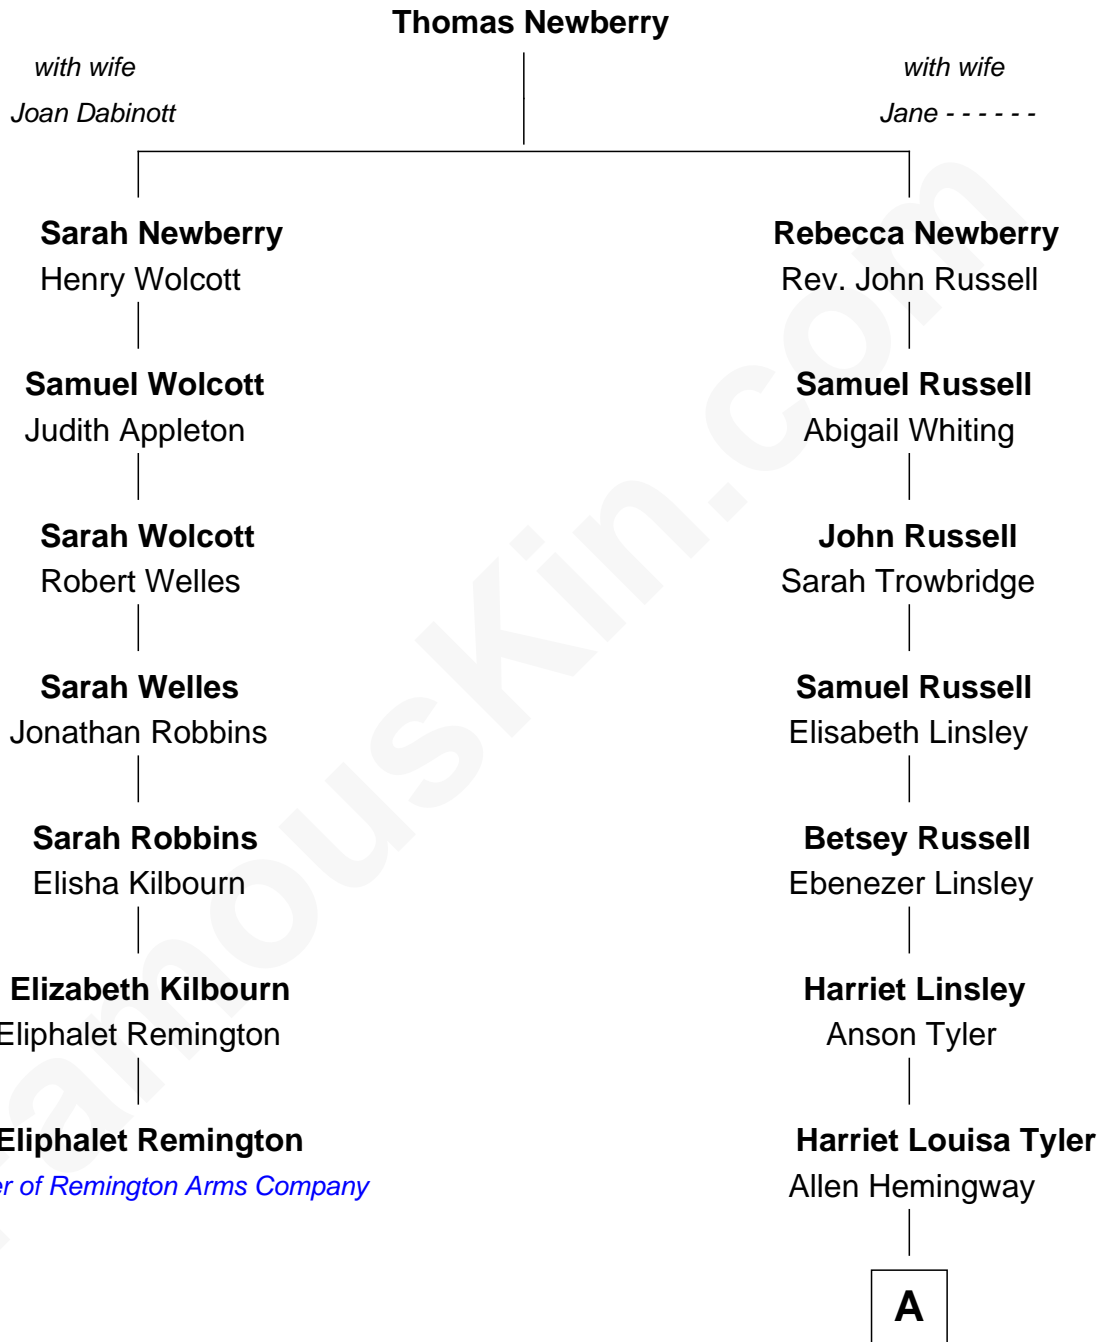 Thomas Newberry
with wife
Joan Dabinott
with wife
Jane - - - - - -
Sarah Newberry
Henry Wolcott
Rebecca Newberry
Rev. John Russell
Samuel Wolcott
Judith Appleton
Samuel Russell
Abigail Whiting
Sarah Wolcott
Robert Welles
John Russell
Sarah Trowbridge
Sarah Welles
Jonathan Robbins
Samuel Russell
Elisabeth Linsley
Sarah Robbins
Elisha Kilbourn
Betsey Russell
Ebenezer Linsley
Elizabeth Kilbourn
Eliphalet Remington
Harriet Linsley
Anson Tyler
Eliphalet Remington
er of Remington Arms Company
Harriet Louisa Tyler
Allen Hemingway
A
FamousKin.com